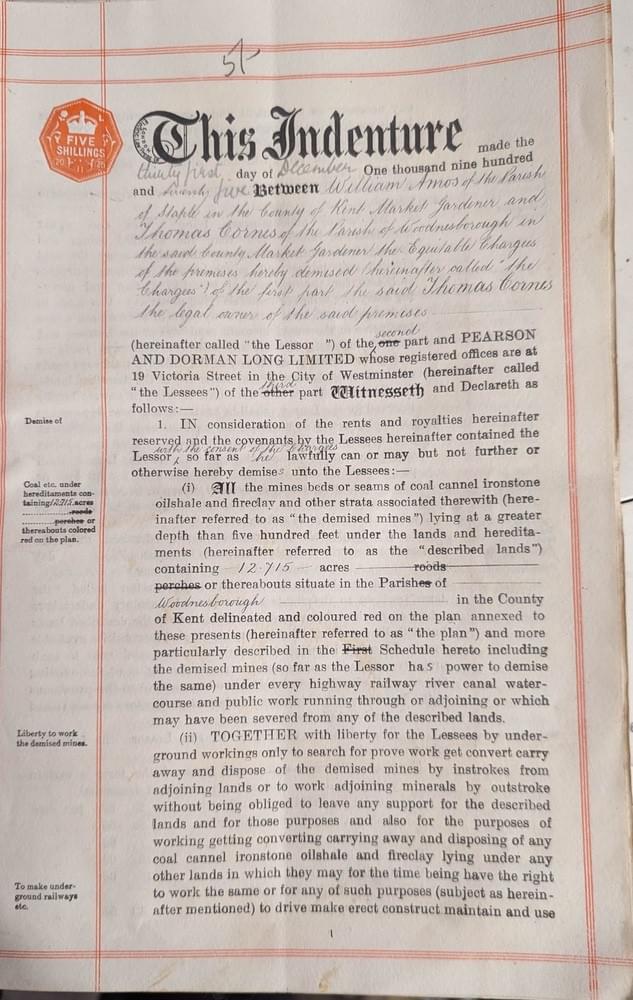 5/-
FIVE
SHILLINGS
This Indenture made the
thirty first day of December One thousand nine hundred
and twenty five Between William Amos of the Parish
of Staple in the County of Kent Market Gardener and
Thomas Cornes of the Parish of Woodnesborough in
the said County Market Gardener the Equitable Chargees
of the premises hereby demised (hereinafter called "the
Chargees") of the first part the said Thomas Cornes
the legal owner of the said premises
(hereinafter called "the Lessor ") of the one second part and PEARSON
AND DORMAN LONG LIMITED whose registered offices are at
19 Victoria Street in the City of Westminster (hereinafter called
"the Lessees") of the other third part Witnesseth and Declareth as
follows:—
Demise of
1. IN consideration of the rents and royalties hereinafter
reserved and the covenants by the Lessees hereinafter contained the
Lessor with the consent of the Chargees so far as he lawfully can or may but not further or
otherwise hereby demises unto the Lessees:—
Coal etc. under
hereditaments con-
taining 12.715 acres
roods
perches or
thereabouts colored
red on the plan.
(i) All the mines beds or seams of coal cannel ironstone
oilshale and fireclay and other strata associated therewith (here-
inafter referred to as "the demised mines") lying at a greater
depth than five hundred feet under the lands and heredita-
ments (hereinafter referred to as the "described lands")
containing 12.715 acres roods
perches or thereabouts situate in the Parishes of
Woodnesborough in the County
of Kent delineated and coloured red on the plan annexed to
these presents (hereinafter referred to as "the plan") and more
particularly described in the First Schedule hereto including
the demised mines (so far as the Lessor has power to demise
the same) under every highway railway river canal water-
course and public work running through or adjoining or which
may have been severed from any of the described lands.
Liberty to work
the demised mines.
(ii) TOGETHER with liberty for the Lessees by under-
ground workings only to search for prove work get convert carry
away and dispose of the demised mines by instrokes from
adjoining lands or to work adjoining minerals by outstroke
without being obliged to leave any support for the described
lands and for those purposes and also for the purposes of
working getting converting carrying away and disposing of any
coal cannel ironstone oilshale and fireclay lying under any
other lands in which they may for the time being have the right
To make under-
ground railways
etc.
to work the same or for any of such purposes (subject as herein-
after mentioned) to drive make erect construct maintain and use
1